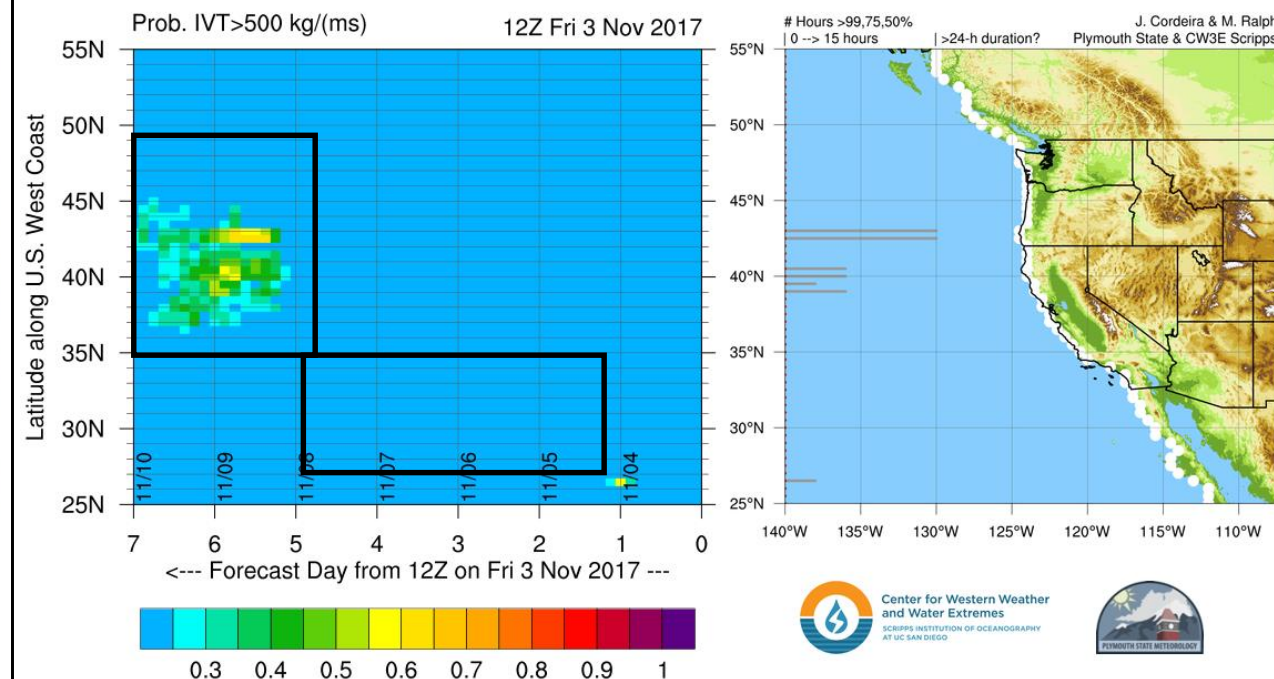 Prob. IVT>500 kg/(ms)
12Z Fri 3 Nov 2017
55N
50N
45N
40N
35N
30N
25N
Latitude along U.S. West Coast
11/10
11/09
11/08
11/07
11/06
11/05
11/04
7 6 5 4 3 2 1 0
<--- Forecast Day from 12Z on Fri 3 Nov 2017 ---
0.3 0.4 0.5 0.6 0.7 0.8 0.9 1
# Hours >99,75,50%
| 0 --> 15 hours
| >24-h duration?
J. Cordeira & M. Ralph
Plymouth State & CW3E Scripps
55°N
50°N
45°N
40°N
35°N
30°N
25°N
140°W 135°W 130°W 125°W 120°W 115°W 110°W
Center for Western Weather
and Water Extremes
SCRIPPS INSTITUTION OF OCEANOGRAPHY
AT UC SAN DIEGO
PLYMOUTH STATE METEOROLOGY